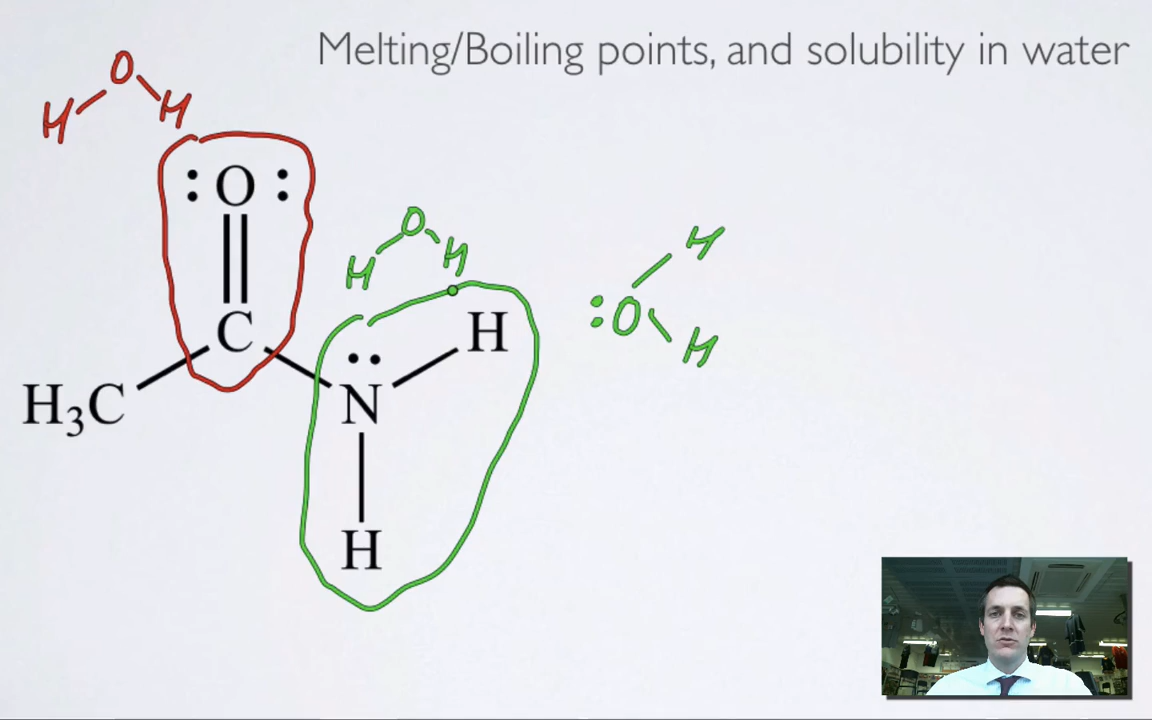 Melting/Boiling points, and solubility in water
O
H H
:O:
O
H H
H
:O
C
H
H
H₃C
N
H